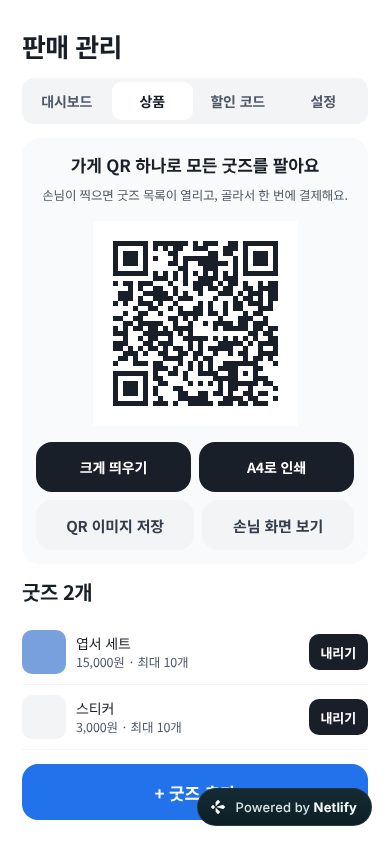 판매 관리
대시보드 상품 할인 코드 설정
가게 QR 하나로 모든 굿즈를 팔아요
손님이 찍으면 굿즈 목록이 열리고, 골라서 한 번에 결제해요.
크게 띄우기 A4로 인쇄
QR 이미지 저장 손님 화면 보기
굿즈 2개
엽서 세트
15,000원 · 최대 10개
내리기
스티커
3,000원 · 최대 10개
내리기
+ 굿즈
Powered by Netlify